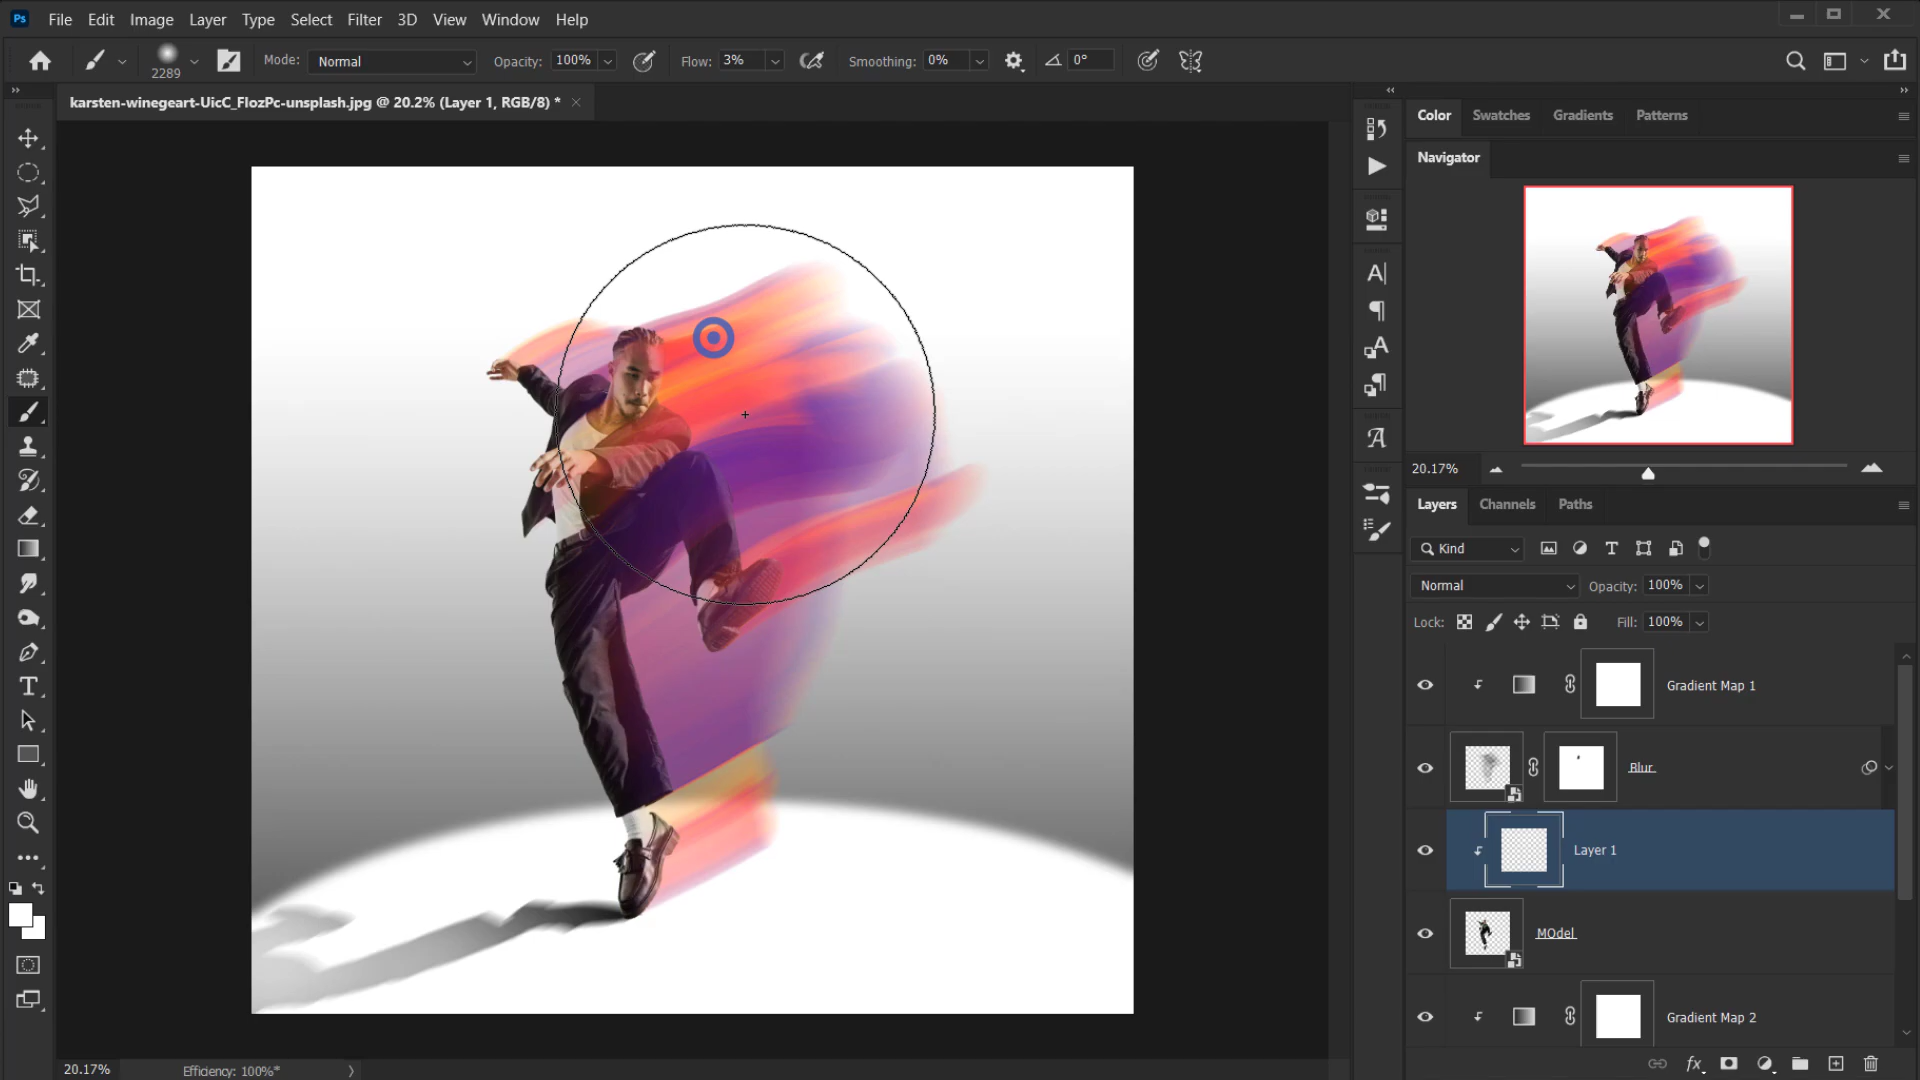 Ps File Edit Image Layer Type Select Filter 3D View Window Help
2289 Mode: Normal Opacity: 100% Flow: 3% Smoothing: 0% 0°
karsten-winegeart-UicC_FlozPc-unsplash.jpg @ 20.2% (Layer 1, RGB/8) *
Color Swatches Gradients Patterns
Navigator
20.17%
Layers Channels Paths
Kind
Normal Opacity: 100%
Lock: Fill: 100%
Gradient Map 1
Blur
Layer 1
MOdel
Gradient Map 2
fx
20.17% Efficiency: 100%*